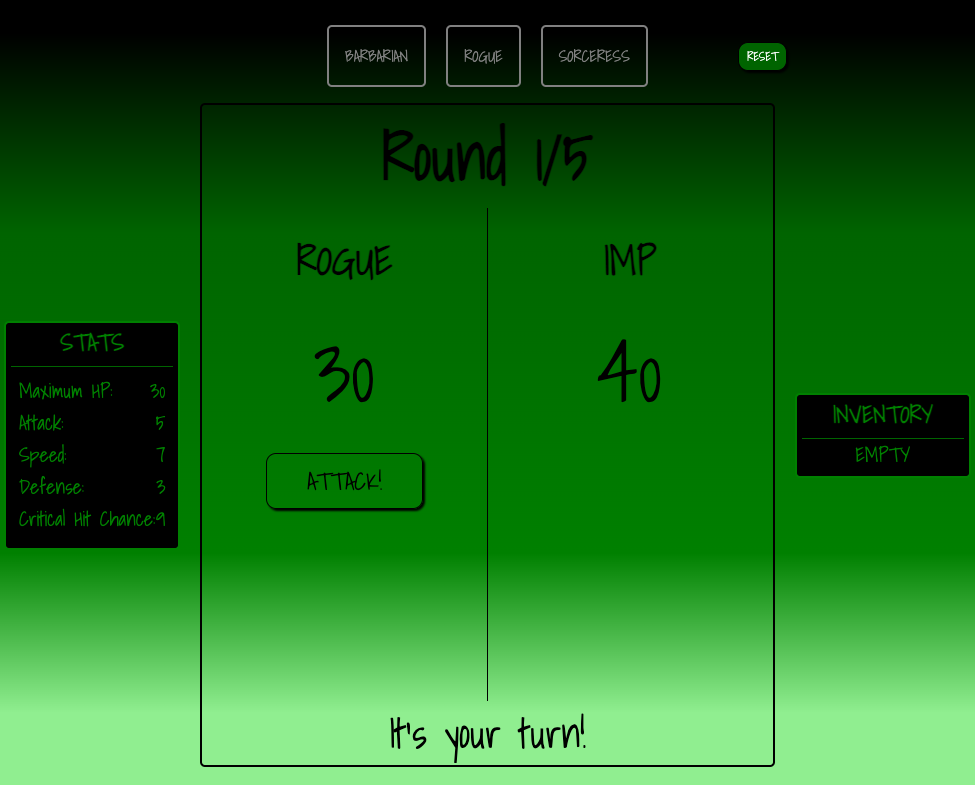 BARBARIAN ROGUE SORCERESS RESET
Round 1/5
ROGUE IMP
30 40
ATTACK!
It's your turn!
STATS
Maximum HP: 30
Attack: 5
Speed: 7
Defense: 3
Critical Hit Chance: 9
INVENTORY
EMPTY